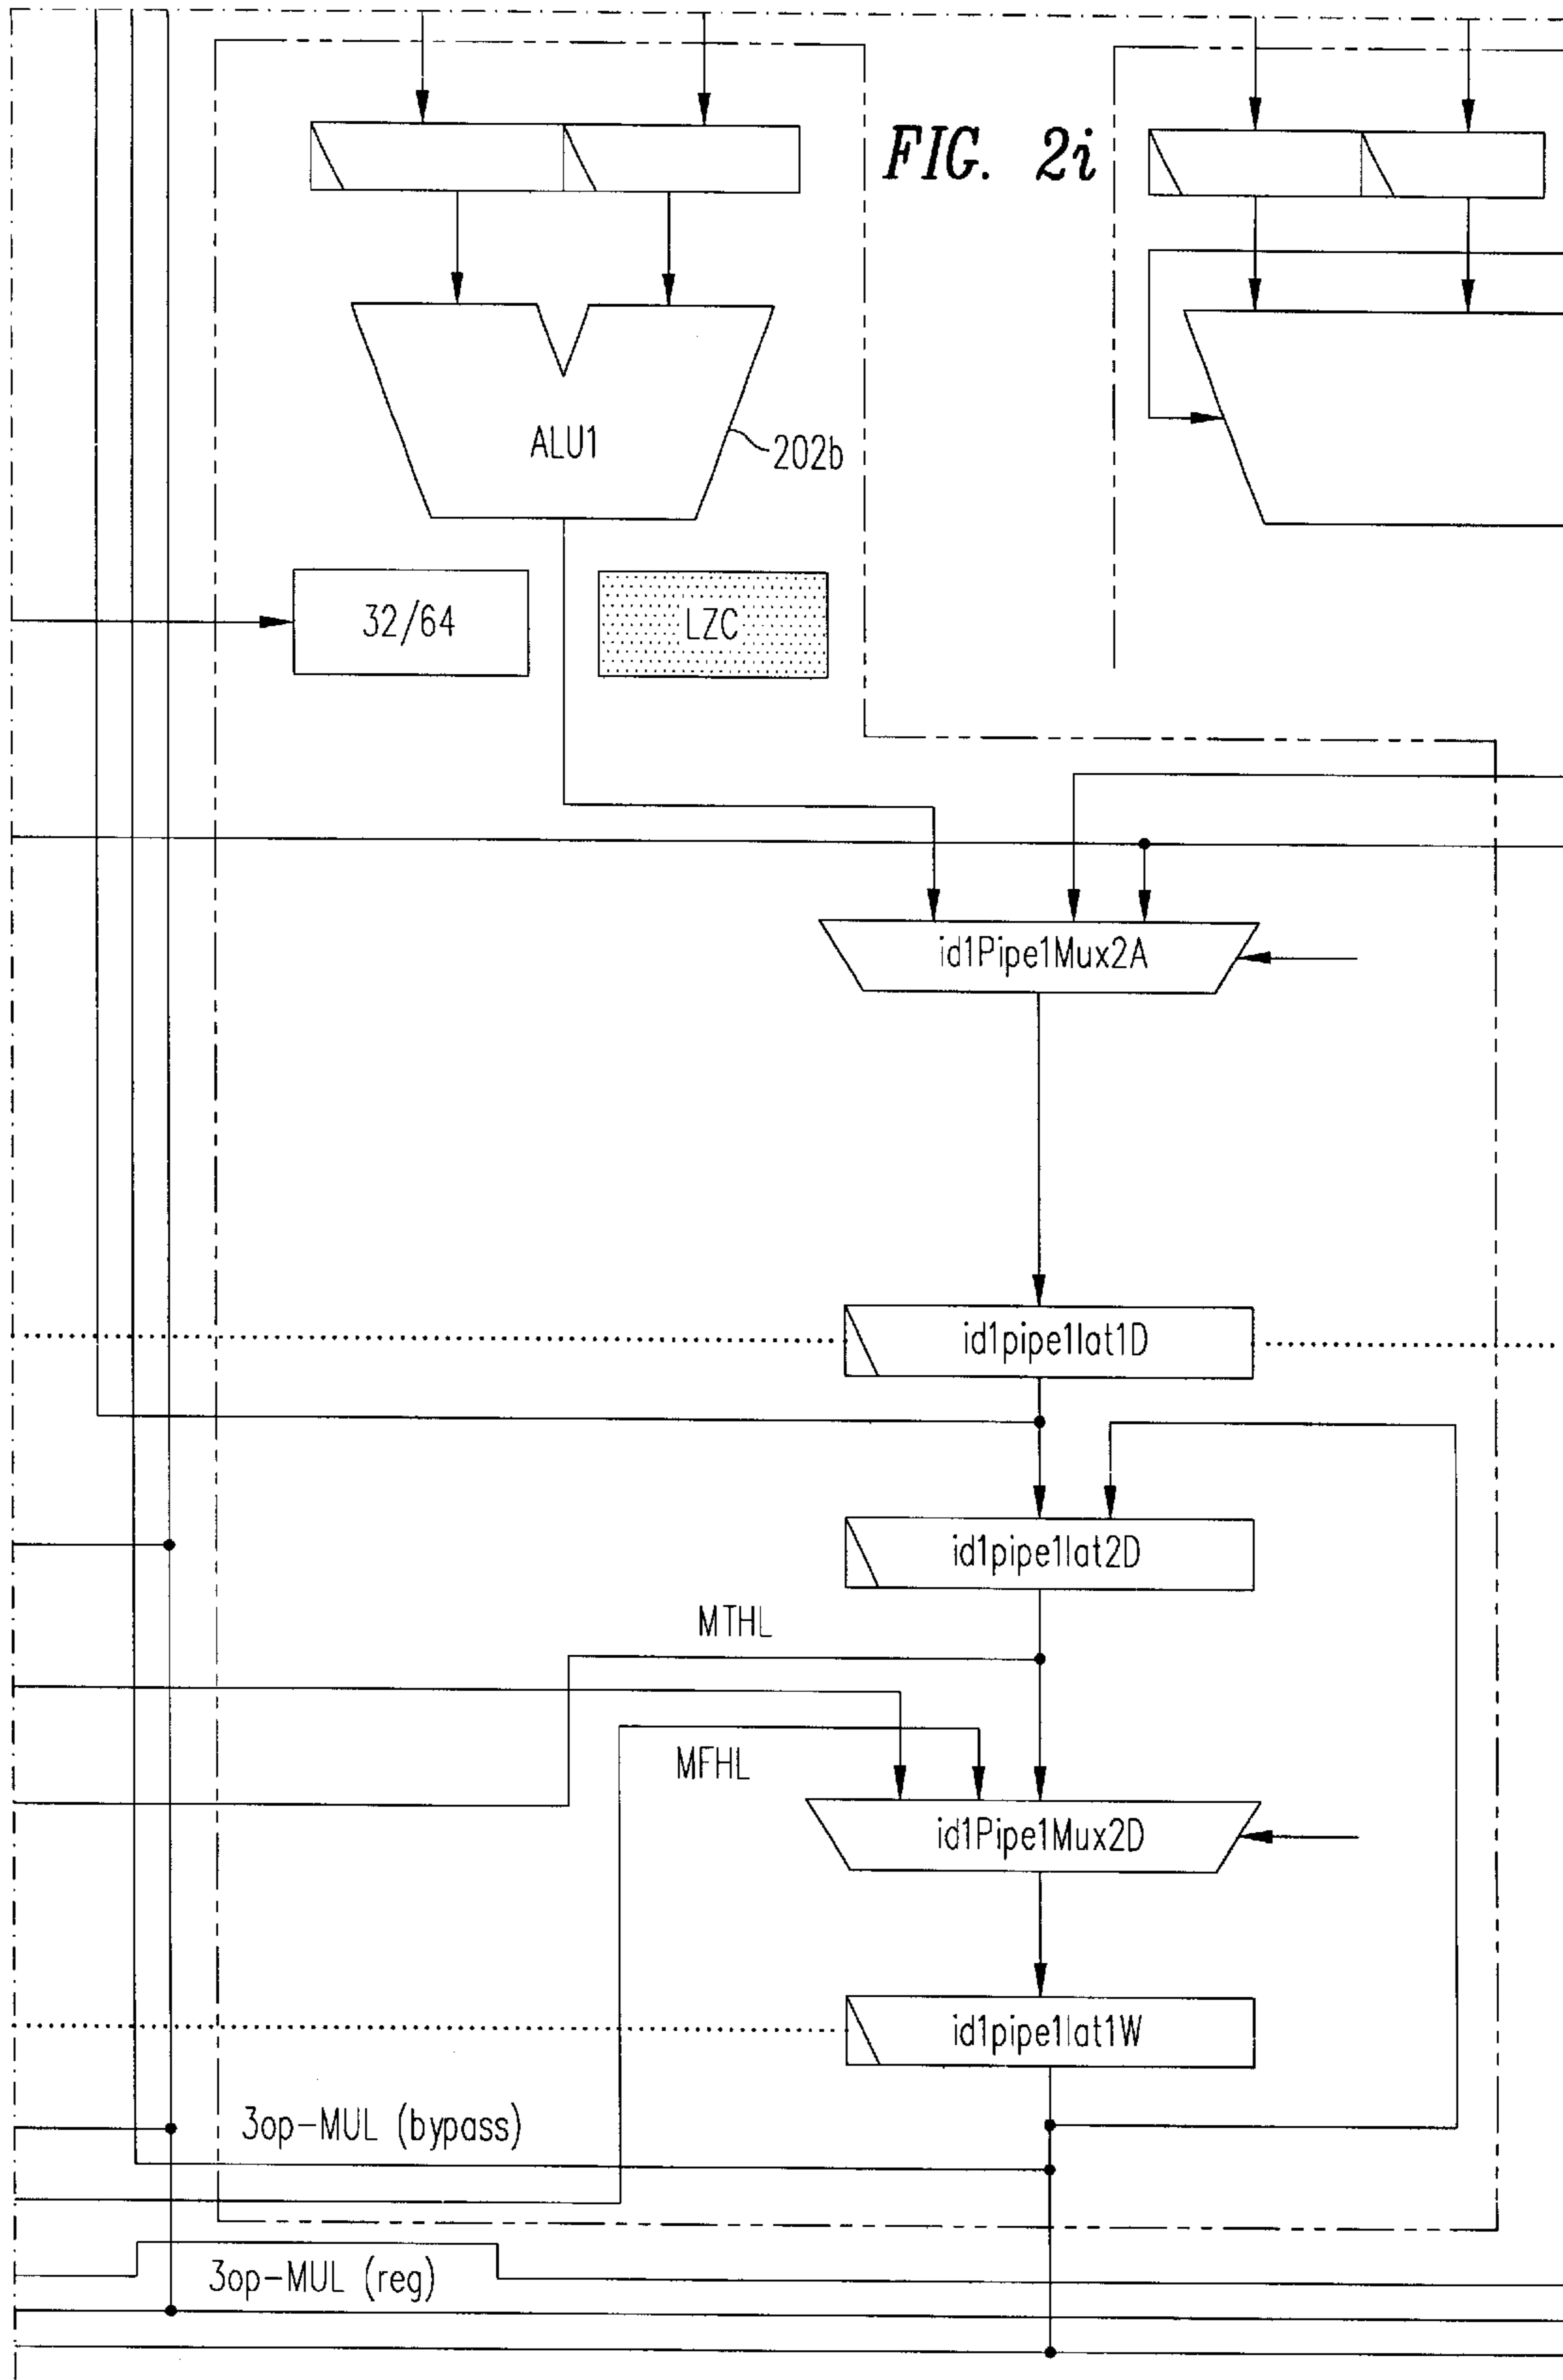 FIG. 2i
ALU1
202b
32/64
LZC
id1Pipe1Mux2A
id1pipe1lat1D
id1pipe1lat2D
MTHL
MFHL
id1Pipe1Mux2D
id1pipe1lat1W
3op-MUL (bypass)
3op-MUL (reg)